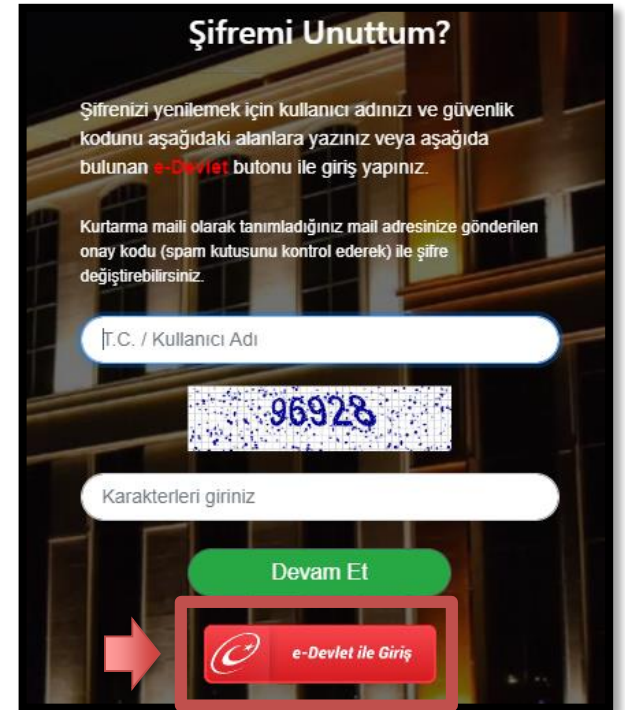 Şifremi Unuttum?
Şifrenizi yenilemek için kullanıcı adınızı ve güvenlik
kodunu aşağıdaki alanlara yazınız veya aşağıda
bulunan e-Devlet butonu ile giriş yapınız.
Kurtarma maili olarak tanımladığınız mail adresinize gönderilen
onay kodu (spam kutusunu kontrol ederek) ile şifre
değiştirebilirsiniz.
T.C. / Kullanıcı Adı
96928
Karakterleri giriniz
Devam Et
e-Devlet ile Giriş